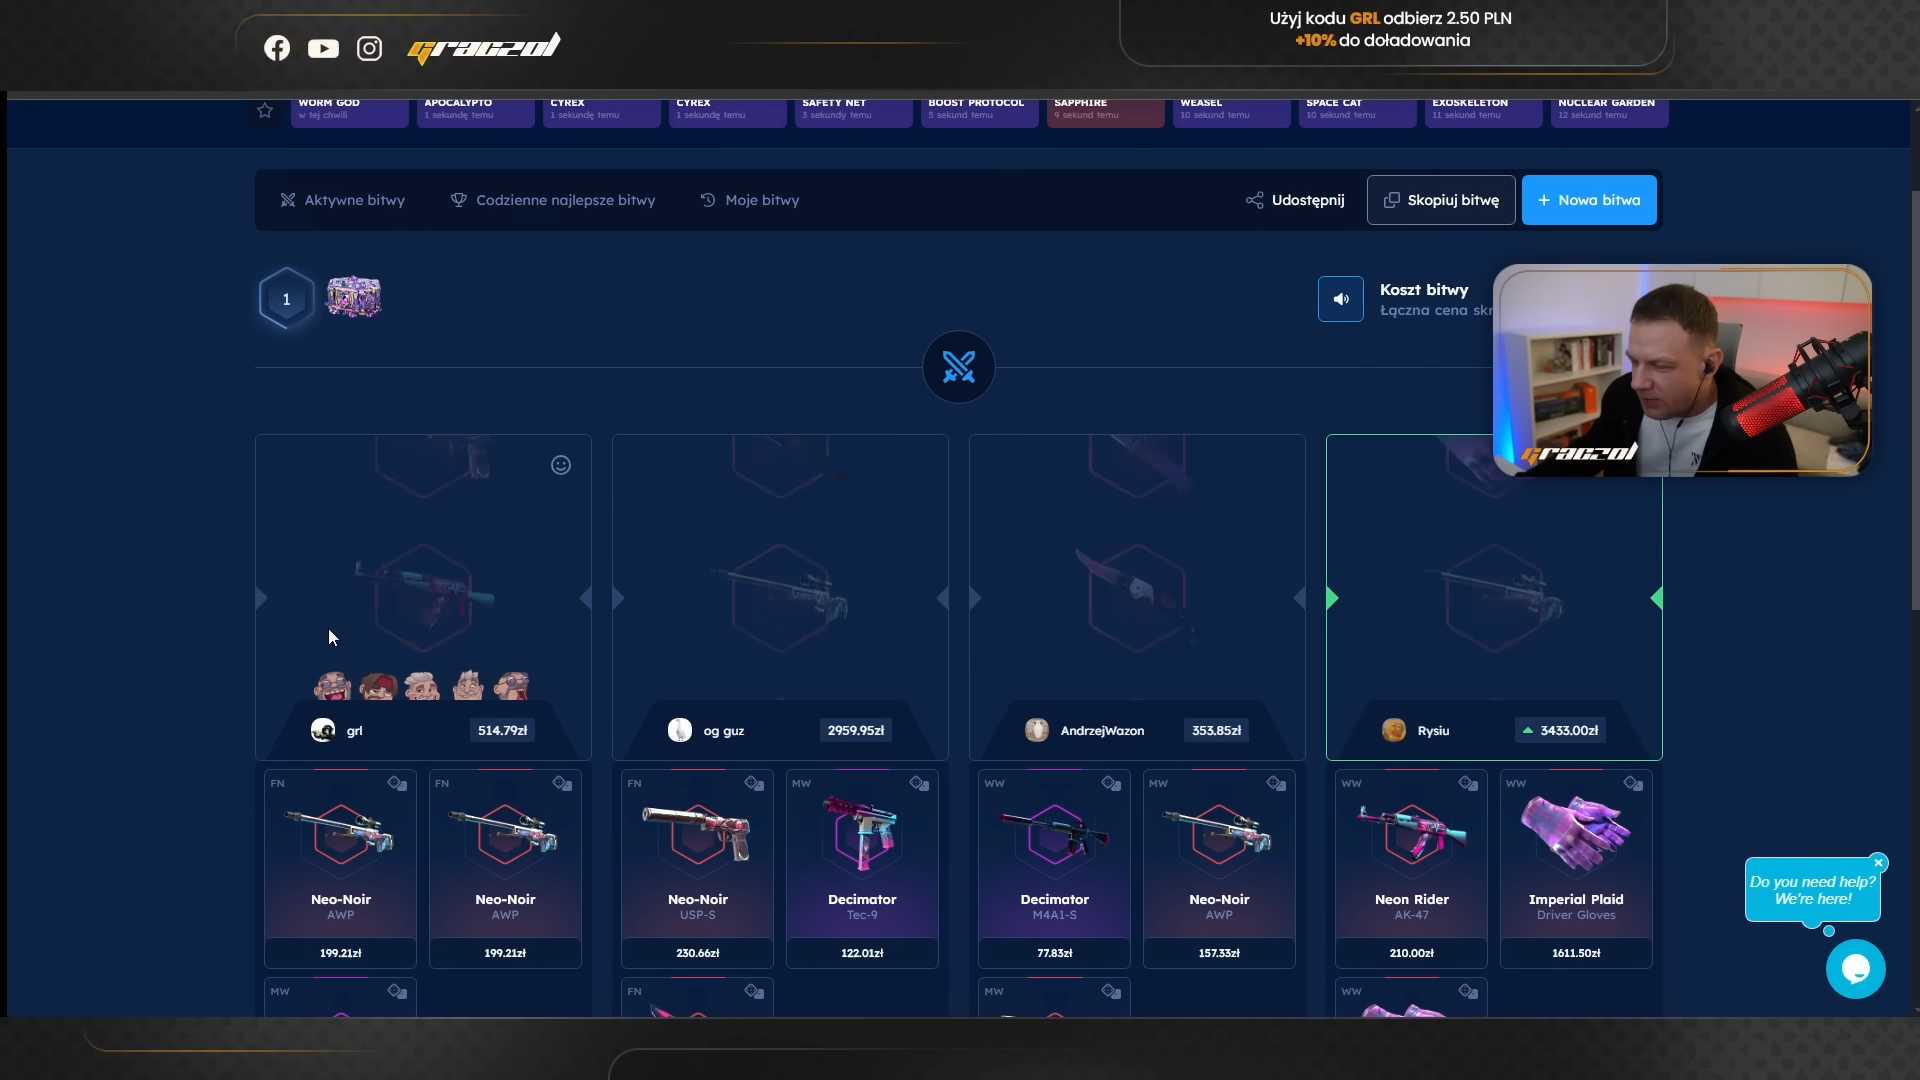 Użyj kodu GRL odbierz 2.50 PLN
+10% do doładowania
graczol
WORM GOD
w tej chwili
APOCALYPTO
1 sekundę temu
CYREX
1 sekundę temu
CYREX
1 sekundę temu
SAFETY NET
3 sekundy temu
BOOST PROTOCOL
5 sekund temu
SAPPHIRE
9 sekund temu
WEASEL
10 sekund temu
SPACE CAT
10 sekund temu
EXOSKELETON
11 sekund temu
NUCLEAR GARDEN
12 sekund temu
Aktywne bitwy
Codzienne najlepsze bitwy
Moje bitwy
Udostępnij
Skopiuj bitwę
+ Nowa bitwa
1
Koszt bitwy
Łączna cena skr
graczol
grl
514.79zł
og guz
2959.95zł
AndrzejWazon
353.85zł
Rysiu
3433.00zł
FN
Neo-Noir
AWP
199.21zł
FN
Neo-Noir
AWP
199.21zł
FN
Neo-Noir
USP-S
230.66zł
MW
Decimator
Tec-9
122.01zł
WW
Decimator
M4A1-S
77.83zł
MW
Neo-Noir
AWP
157.33zł
WW
Neon Rider
AK-47
210.00zł
WW
Imperial Plaid
Driver Gloves
1611.50zł
MW
FN
MW
WW
Do you need help?
We're here!